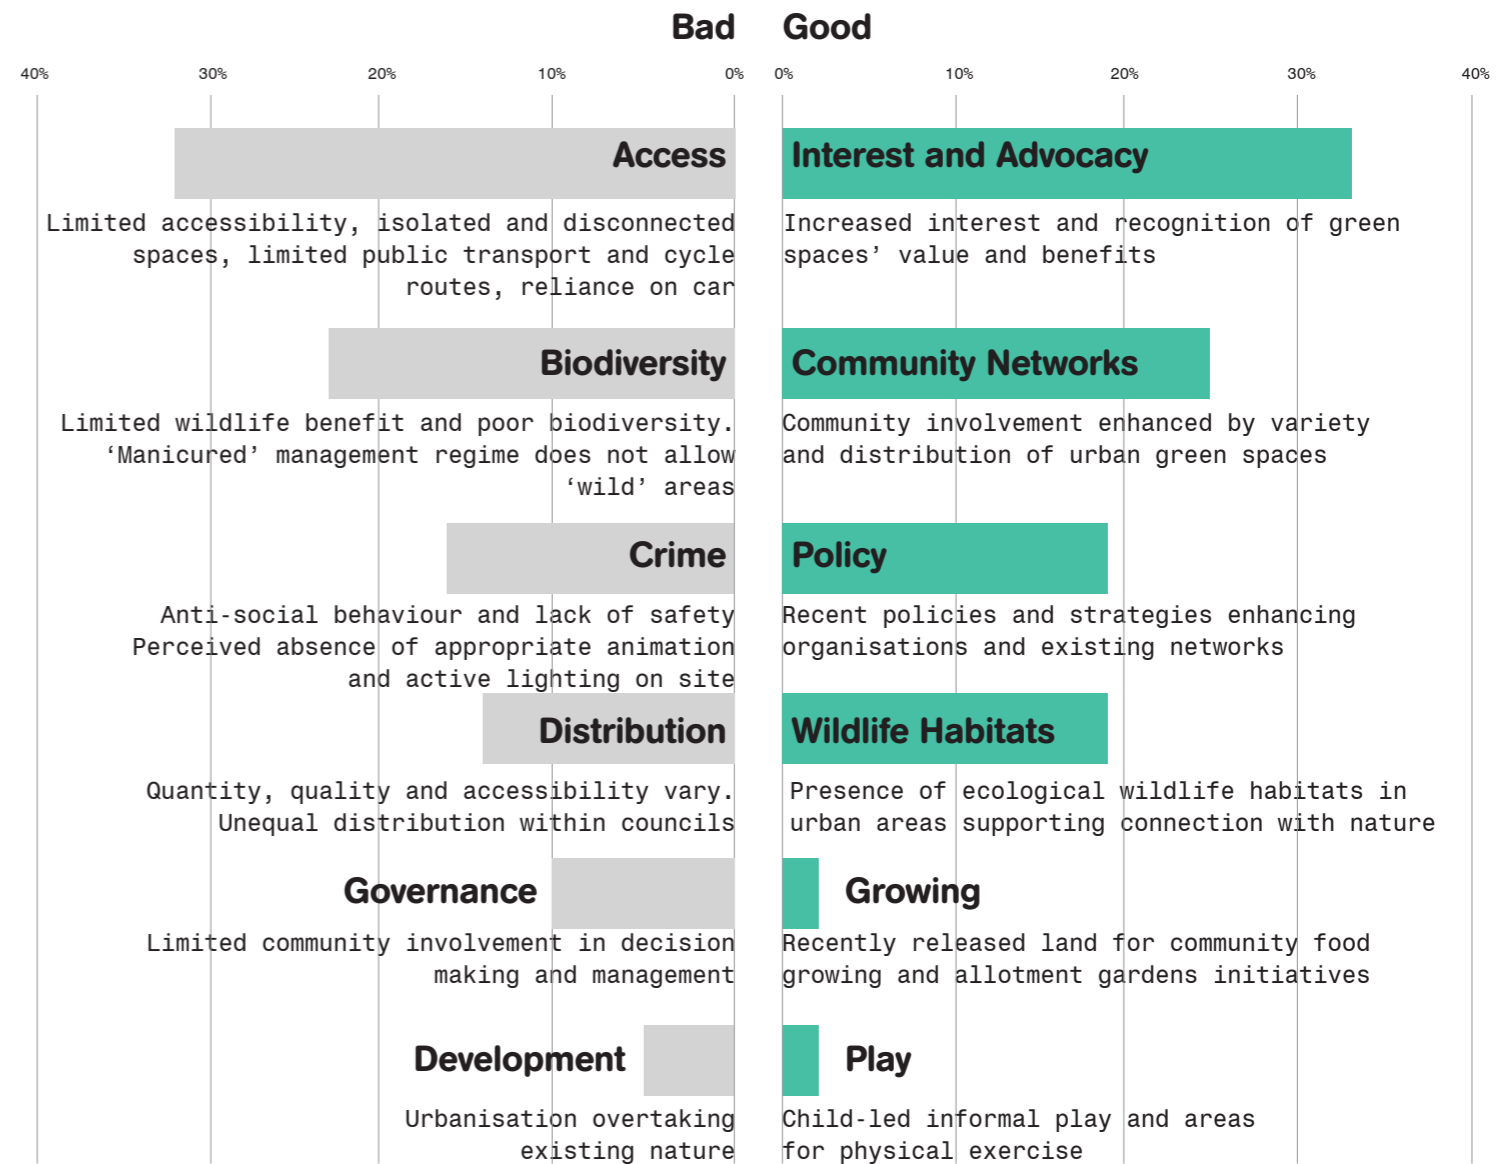 Bad Good
40% 30% 20% 10% 0% 0% 10% 20% 30% 40%
Access
Limited accessibility, isolated and disconnected
spaces, limited public transport and cycle
routes, reliance on car
Interest and Advocacy
Increased interest and recognition of green
spaces’ value and benefits
Biodiversity
Limited wildlife benefit and poor biodiversity.
‘Manicured’ management regime does not allow
‘wild’ areas
Community Networks
Community involvement enhanced by variety
and distribution of urban green spaces
Crime
Anti-social behaviour and lack of safety
Perceived absence of appropriate animation
and active lighting on site
Policy
Recent policies and strategies enhancing
organisations and existing networks
Distribution
Quantity, quality and accessibility vary.
Unequal distribution within councils
Wildlife Habitats
Presence of ecological wildlife habitats in
urban areas supporting connection with nature
Governance
Limited community involvement in decision
making and management
Growing
Recently released land for community food
growing and allotment gardens initiatives
Development
Urbanisation overtaking
existing nature
Play
Child-led informal play and areas
for physical exercise